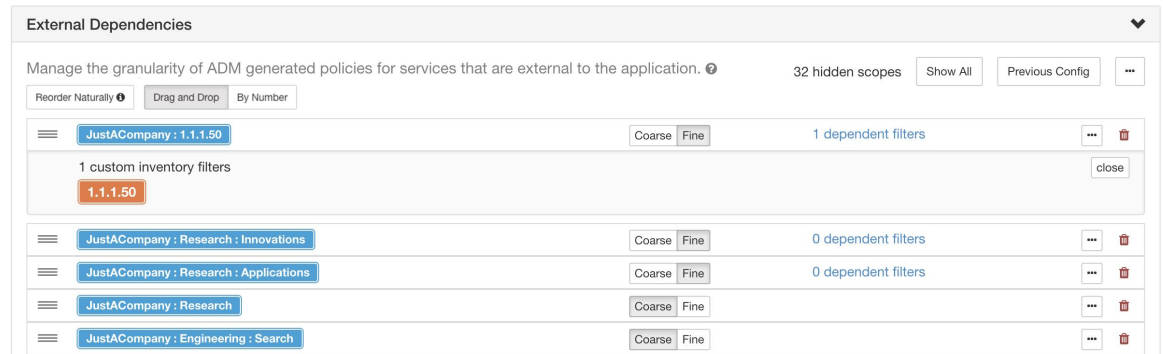 External Dependencies
Manage the granularity of ADM generated policies for services that are external to the application. ?
32 hidden scopes Show All Previous Config ...
Reorder Naturally Drag and Drop By Number
JustACompany : 1.1.1.50 Coarse Fine 1 dependent filters ...
1 custom inventory filters close
1.1.1.50
JustACompany : Research : Innovations Coarse Fine 0 dependent filters ...
JustACompany : Research : Applications Coarse Fine 0 dependent filters ...
JustACompany : Research Coarse Fine ...
JustACompany : Engineering : Search Coarse Fine ...